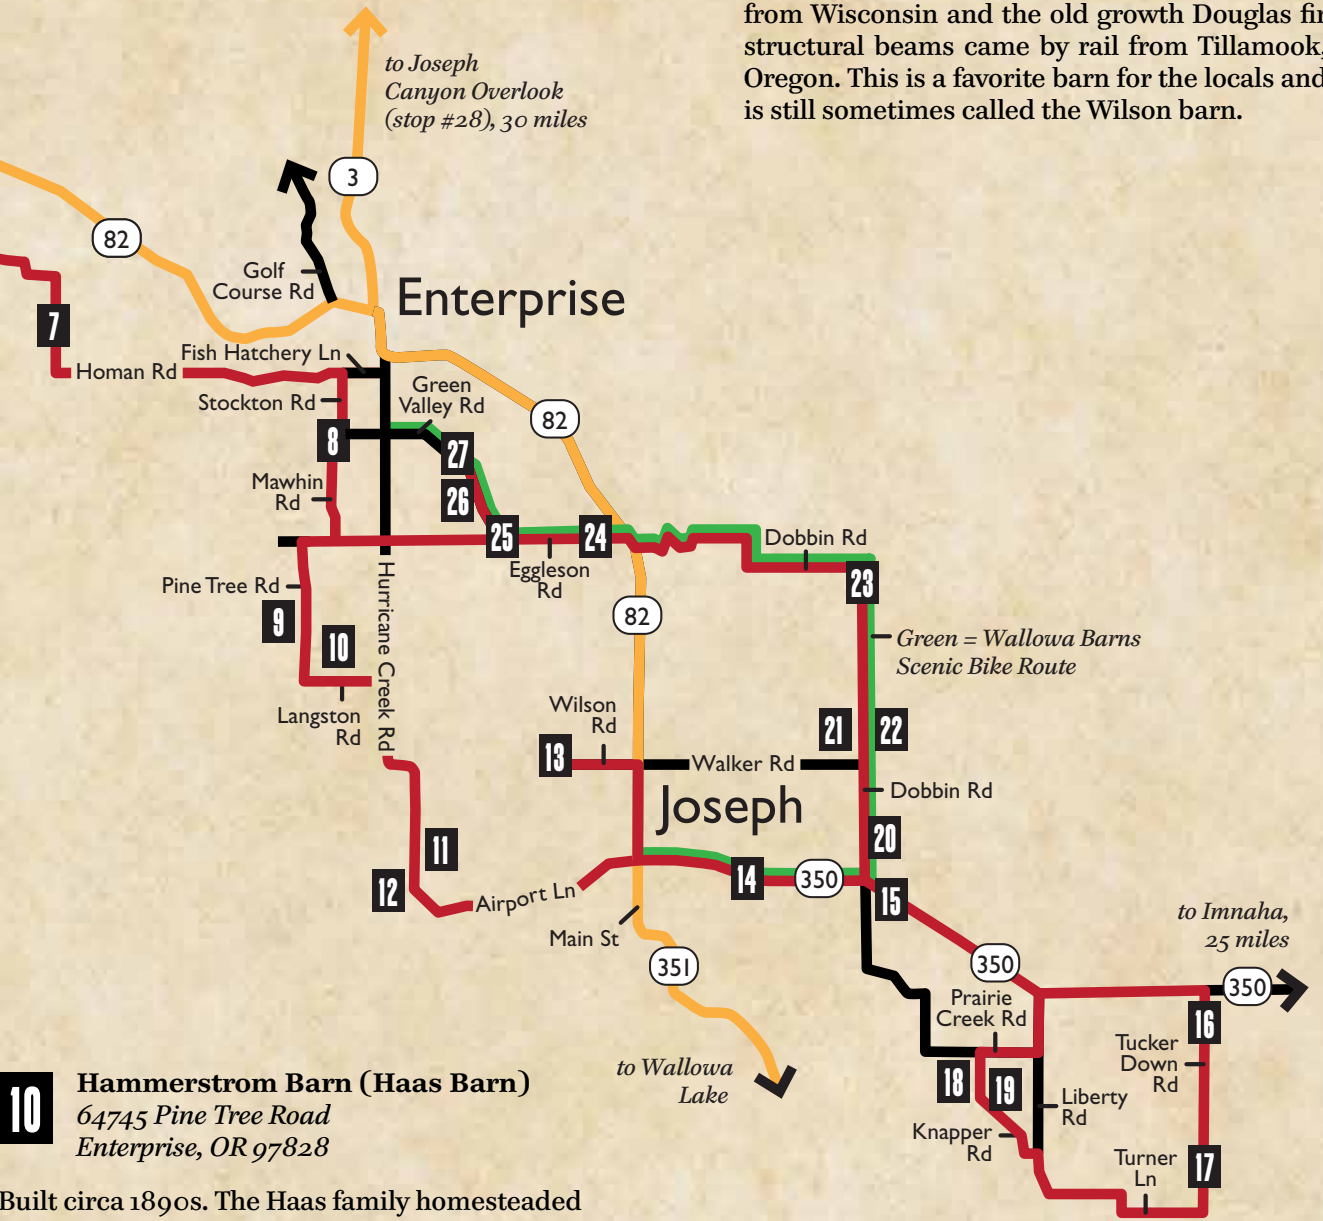 from Wisconsin and the old growth Douglas fir
structural beams came by rail from Tillamook,
Oregon. This is a favorite barn for the locals and
is still sometimes called the Wilson barn.
to Joseph
Canyon Overlook
(stop #28), 30 miles
3
82
Golf
Course Rd
Enterprise
7
Fish Hatchery Ln
Homan Rd
Green
Valley Rd
Stockton Rd
82
8
27
Mawhin
Rd
26
25
24
Dobbin Rd
Eggleson
Rd
Pine Tree Rd
23
9
82
10
Hurricane Creek Rd
Green = Wallowa Barns
Scenic Bike Route
Langston
Rd
Wilson
Rd
21
22
13
Walker Rd
Dobbin Rd
Joseph
20
11
14
350
12
Airport Ln
15
Main St
to Imnaha,
25 miles
351
350
350
Prairie
Creek Rd
16
Tucker
Down
Rd
to Wallowa
Lake
18
19
Liberty
Rd
Knapper
Rd
Turner
Ln
17
10
Hammerstrom Barn (Haas Barn)
64745 Pine Tree Road
Enterprise, OR 97828
Built circa 1890s. The Haas family homesteaded